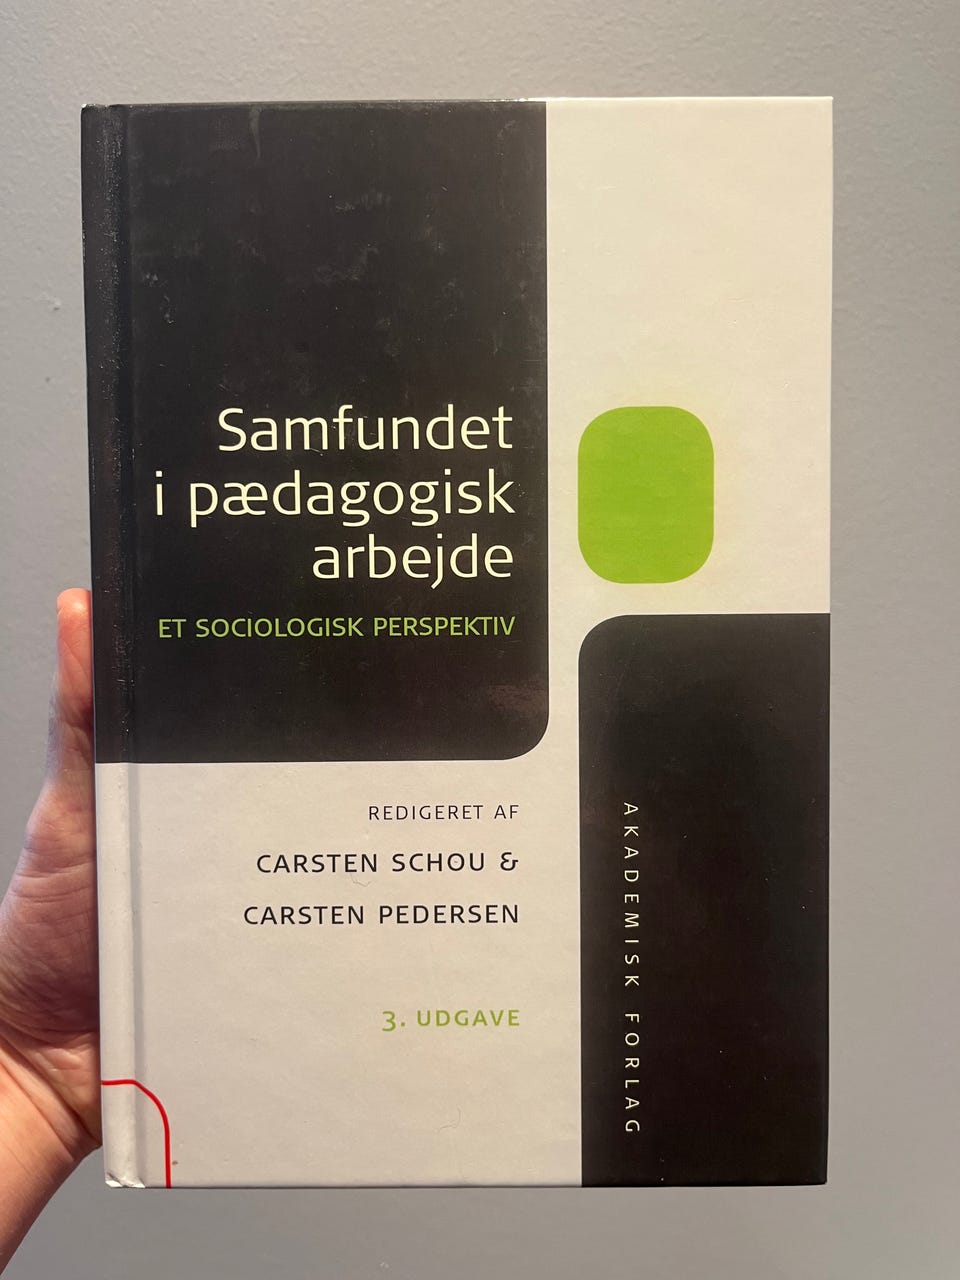 Samfundet
i pædagogisk
arbejde
ET SOCIOLOGISK PERSPEKTIV
REDIGERET AF
CARSTEN SCHOU &
CARSTEN PEDERSEN
3. UDGAVE
AKADEMISK FORLAG